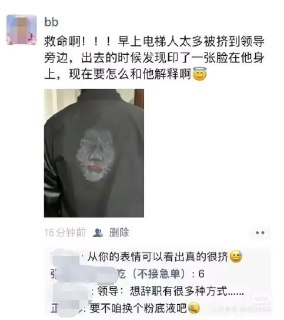 bb
救命啊！！！早上电梯人太多被挤到领导
旁边，出去的时候发现印了一张脸在他身
上，现在要怎么和他解释啊
15分钟前 删除
从你的表情可以看出真的很挤
吃（不接急单）：6
：领导：想辞职有很多种方式……
：要不咱换个粉底液吧